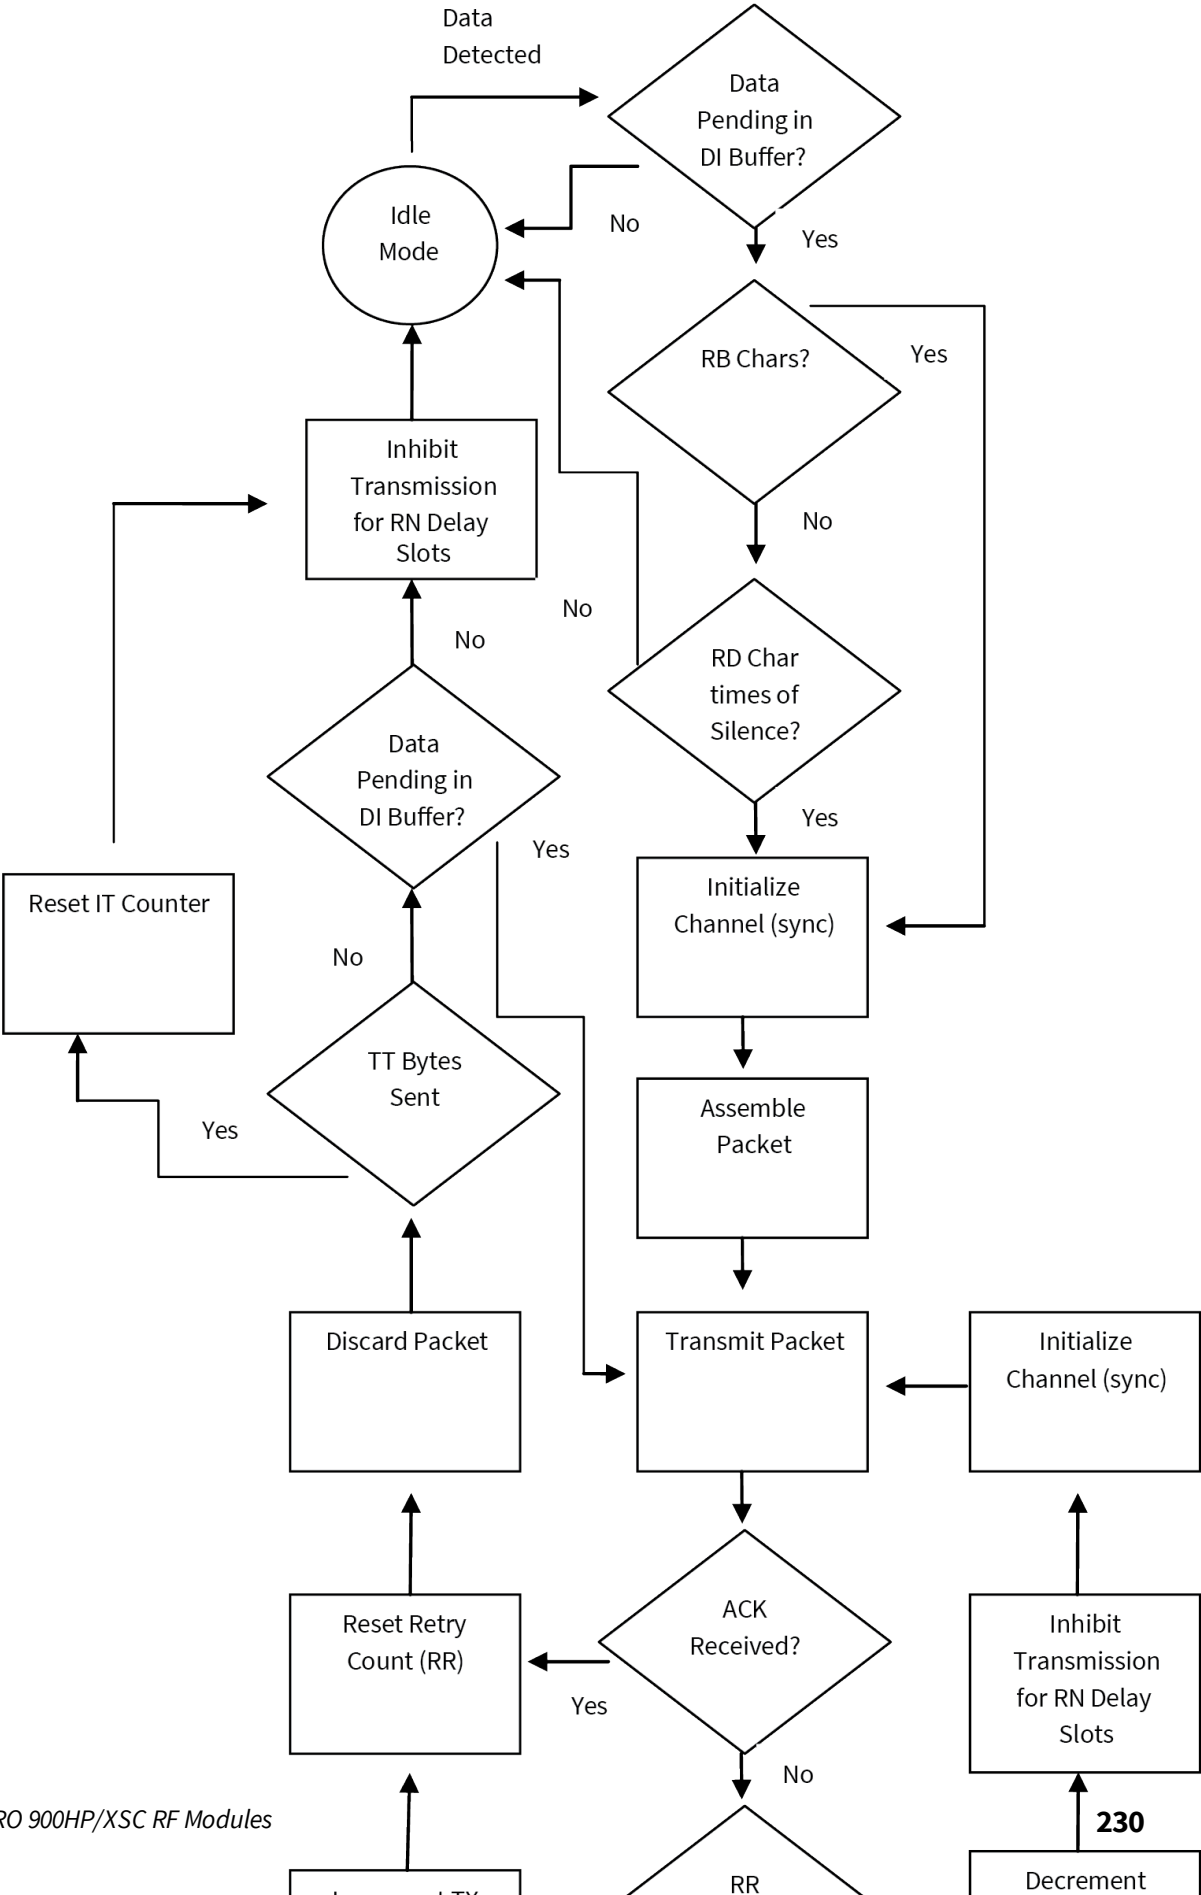 Data
Detected
Data
Pending in
DI Buffer?
Idle
Mode
No
Yes
RB Chars?
Yes
Inhibit
Transmission
for RN Delay
Slots
No
No
No
RD Char
times of
Silence?
Data
Pending in
DI Buffer?
Yes
Yes
Reset IT Counter
Initialize
Channel (sync)
No
TT Bytes
Sent
Yes
Assemble
Packet
Discard Packet
Transmit Packet
Initialize
Channel (sync)
Reset Retry
Count (RR)
ACK
Received?
Inhibit
Transmission
for RN Delay
Slots
Yes
No
RO 900HP/XSC RF Modules
230
RR
Decrement